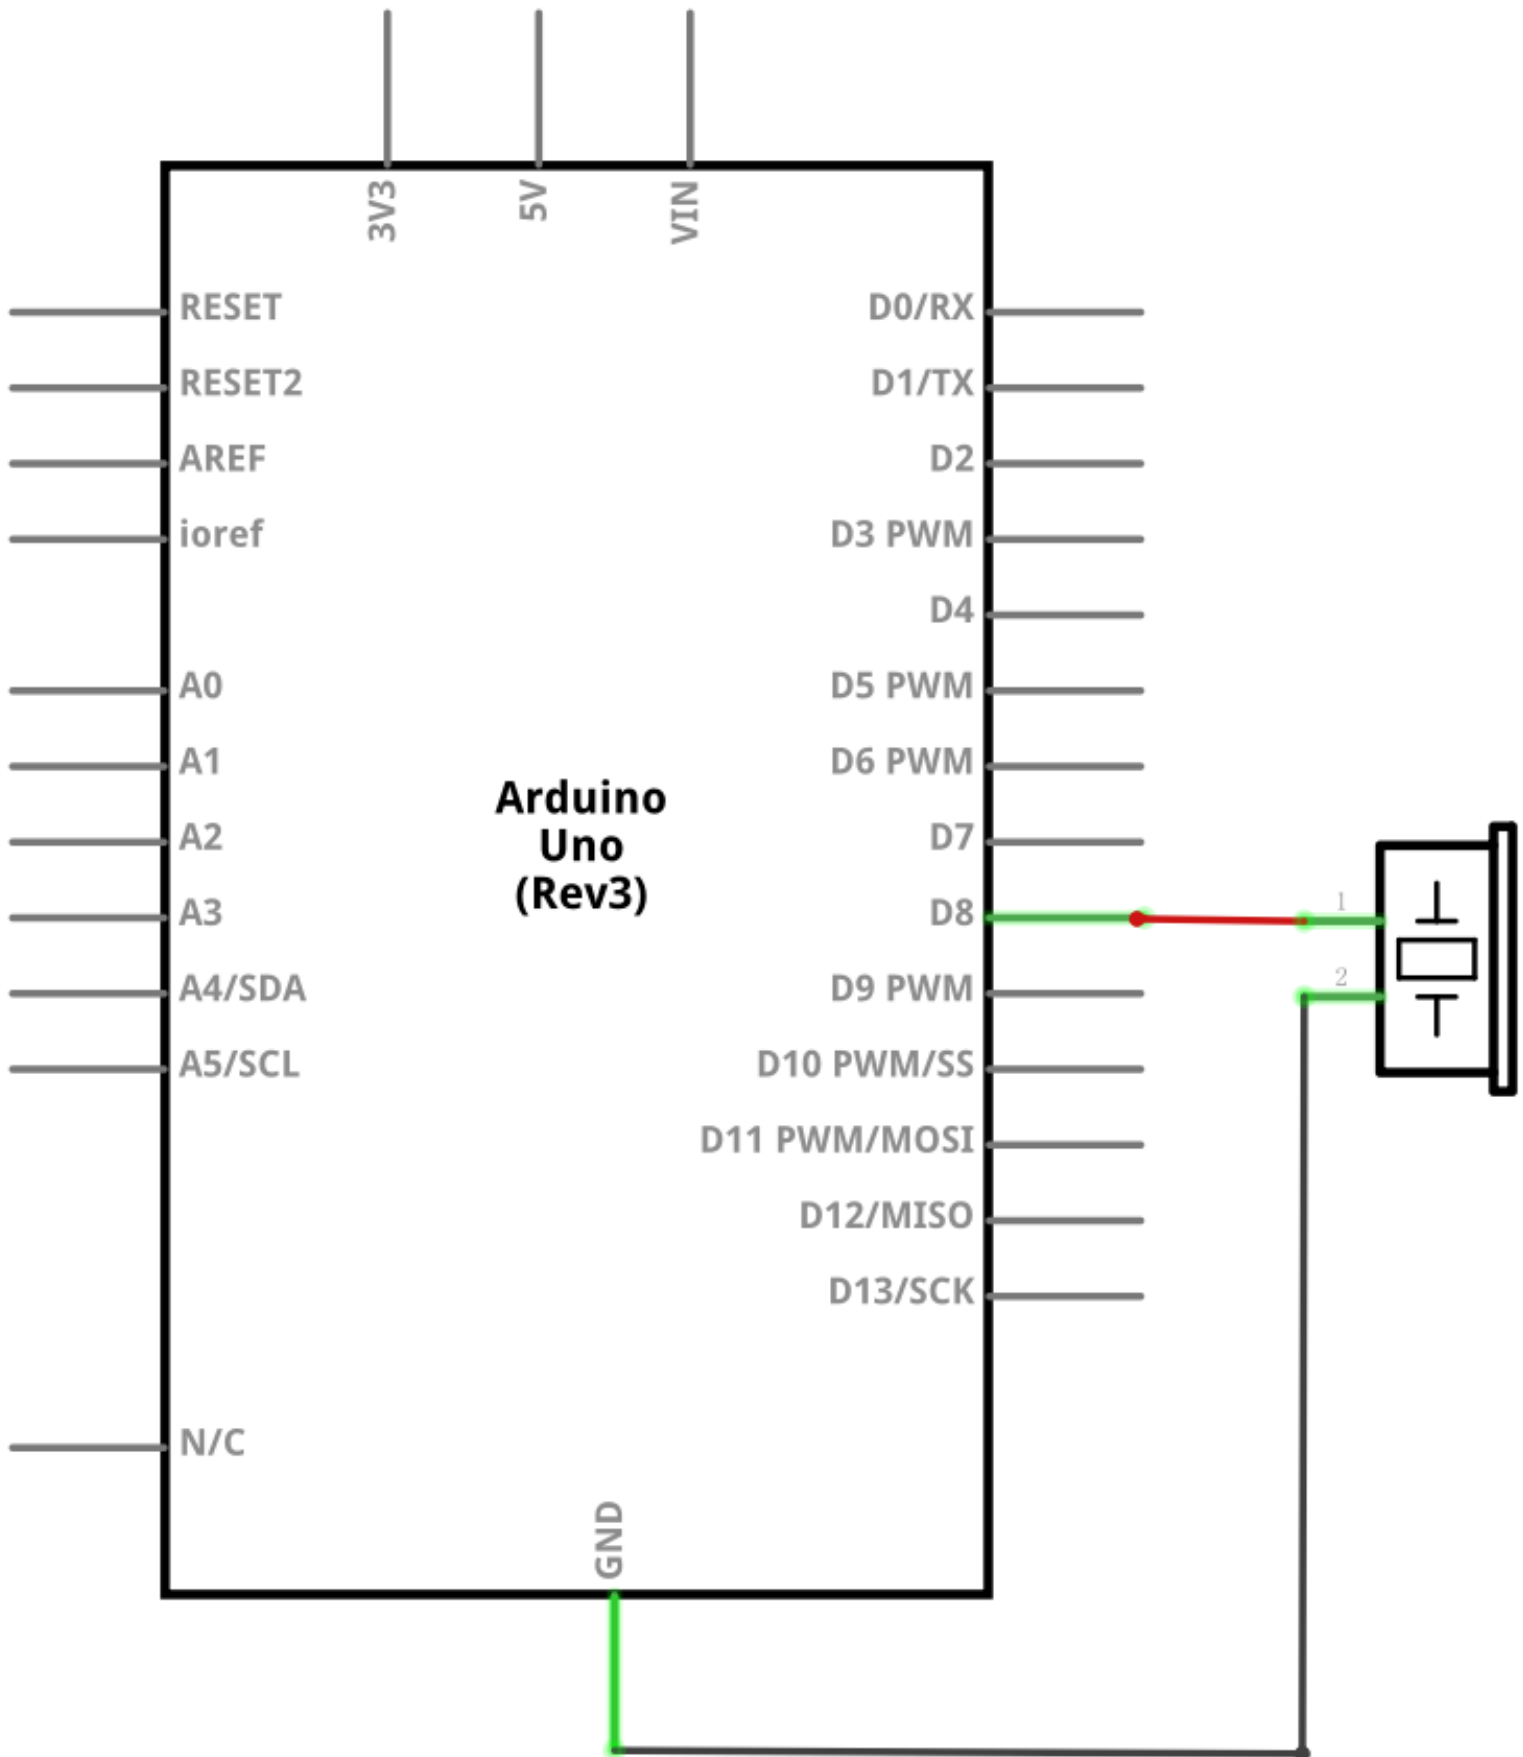 3V3
5V
VIN
RESET
RESET2
AREF
ioref
A0
A1
A2
A3
A4/SDA
A5/SCL
N/C
Arduino
Uno
(Rev3)
D0/RX
D1/TX
D2
D3 PWM
D4
D5 PWM
D6 PWM
D7
D8
D9 PWM
D10 PWM/SS
D11 PWM/MOSI
D12/MISO
D13/SCK
GND
1
2